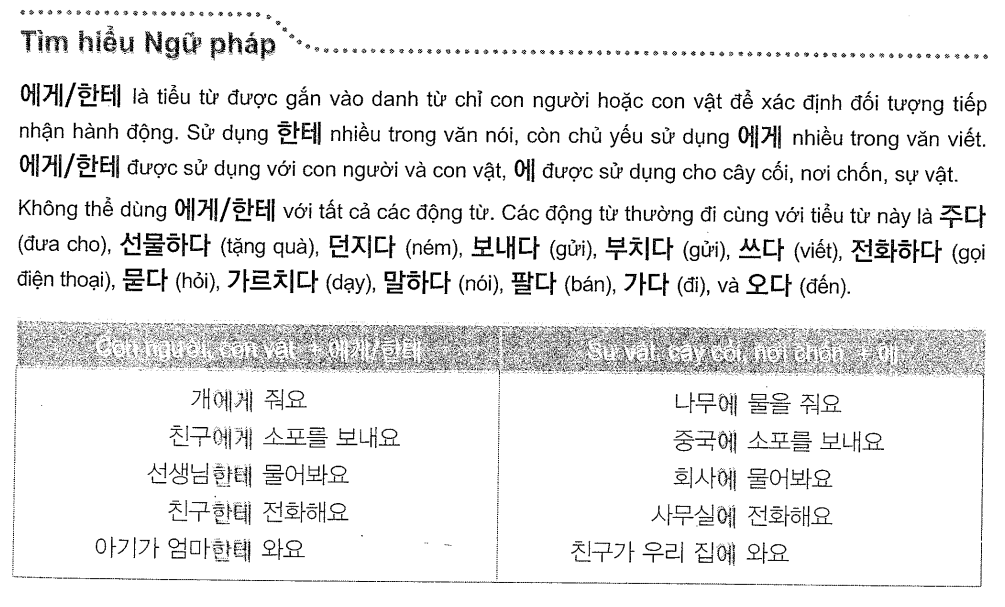 Tìm hiểu Ngữ pháp
에게/한테 là tiểu từ được gắn vào danh từ chỉ con người hoặc con vật để xác định đối tượng tiếp
nhận hành động. Sử dụng 한테 nhiều trong văn nói, còn chủ yếu sử dụng 에게 nhiều trong văn viết.
에게/한테 được sử dụng với con người và con vật, 에 được sử dụng cho cây cối, nơi chốn, sự vật.
Không thể dùng 에게/한테 với tất cả các động từ. Các động từ thường đi cùng với tiểu từ này là 주다
(đưa cho), 선물하다 (tặng quà), 던지다 (ném), 보내다 (gửi), 부치다 (gửi), 쓰다 (viết), 전화하다 (gọi
điện thoại), 묻다 (hỏi), 가르치다 (dạy), 말하다 (nói), 팔다 (bán), 가다 (đi), và 오다 (đến).
Con người, con vật + 에게/한테
개에게 줘요
친구에게 소포를 보내요
선생님한테 물어봐요
친구한테 전화해요
아기가 엄마한테 와요
Sự vật, cây cối, nơi chốn + 에
나무에 물을 줘요
중국에 소포를 보내요
회사에 물어봐요
사무실에 전화해요
친구가 우리 집에 와요